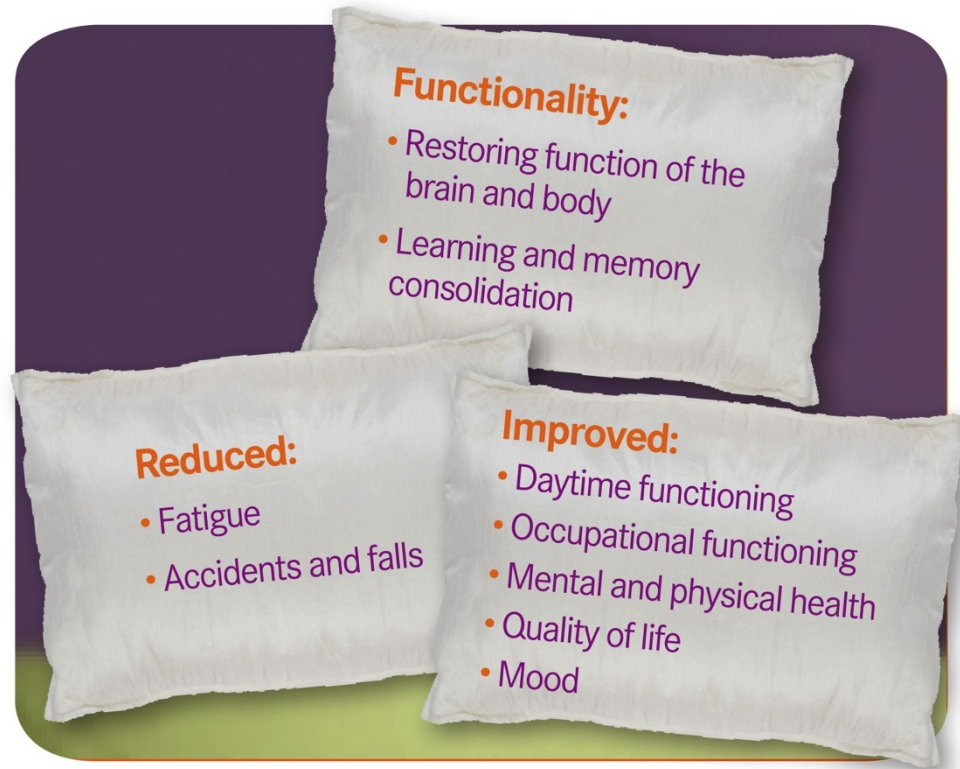 Functionality:
• Restoring function of the
brain and body
• Learning and memory
consolidation
Reduced:
• Fatigue
• Accidents and falls
Improved:
• Daytime functioning
• Occupational functioning
• Mental and physical health
• Quality of life
• Mood